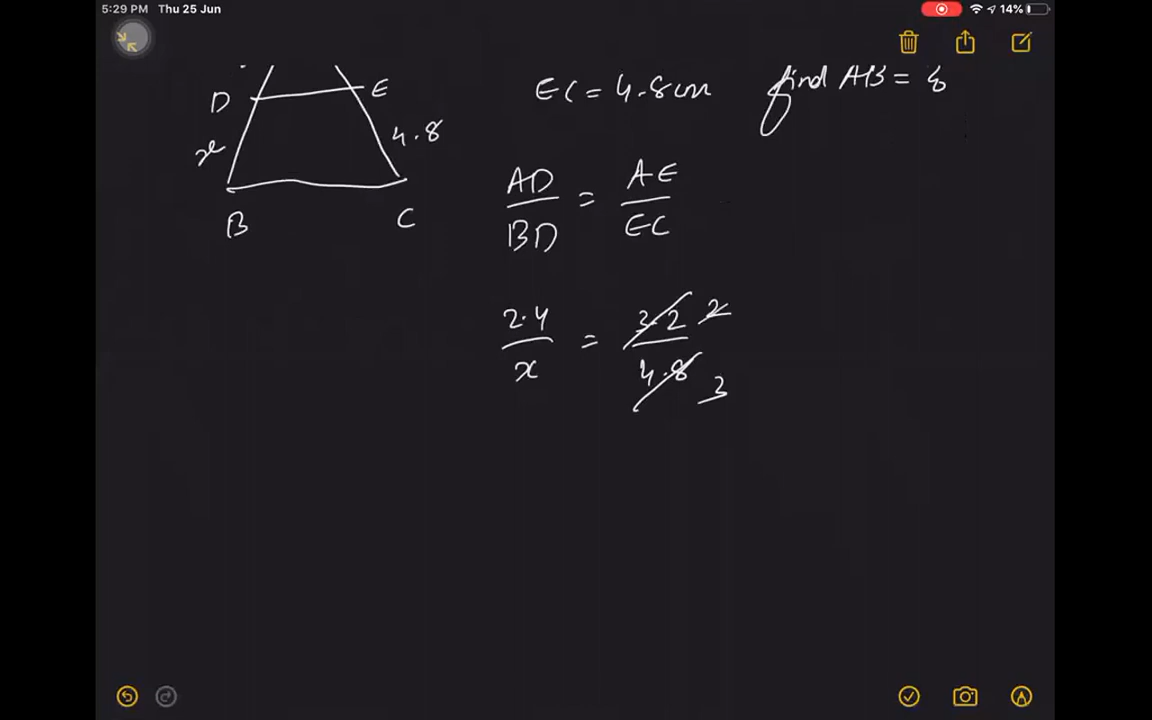 5:29 PM Thu 25 Jun 14%
D E EC = 4.8cm find AB = ?
x 4.8
B C
AD/BD = AE/EC
2.4/x = 3.2/4.8 2/3